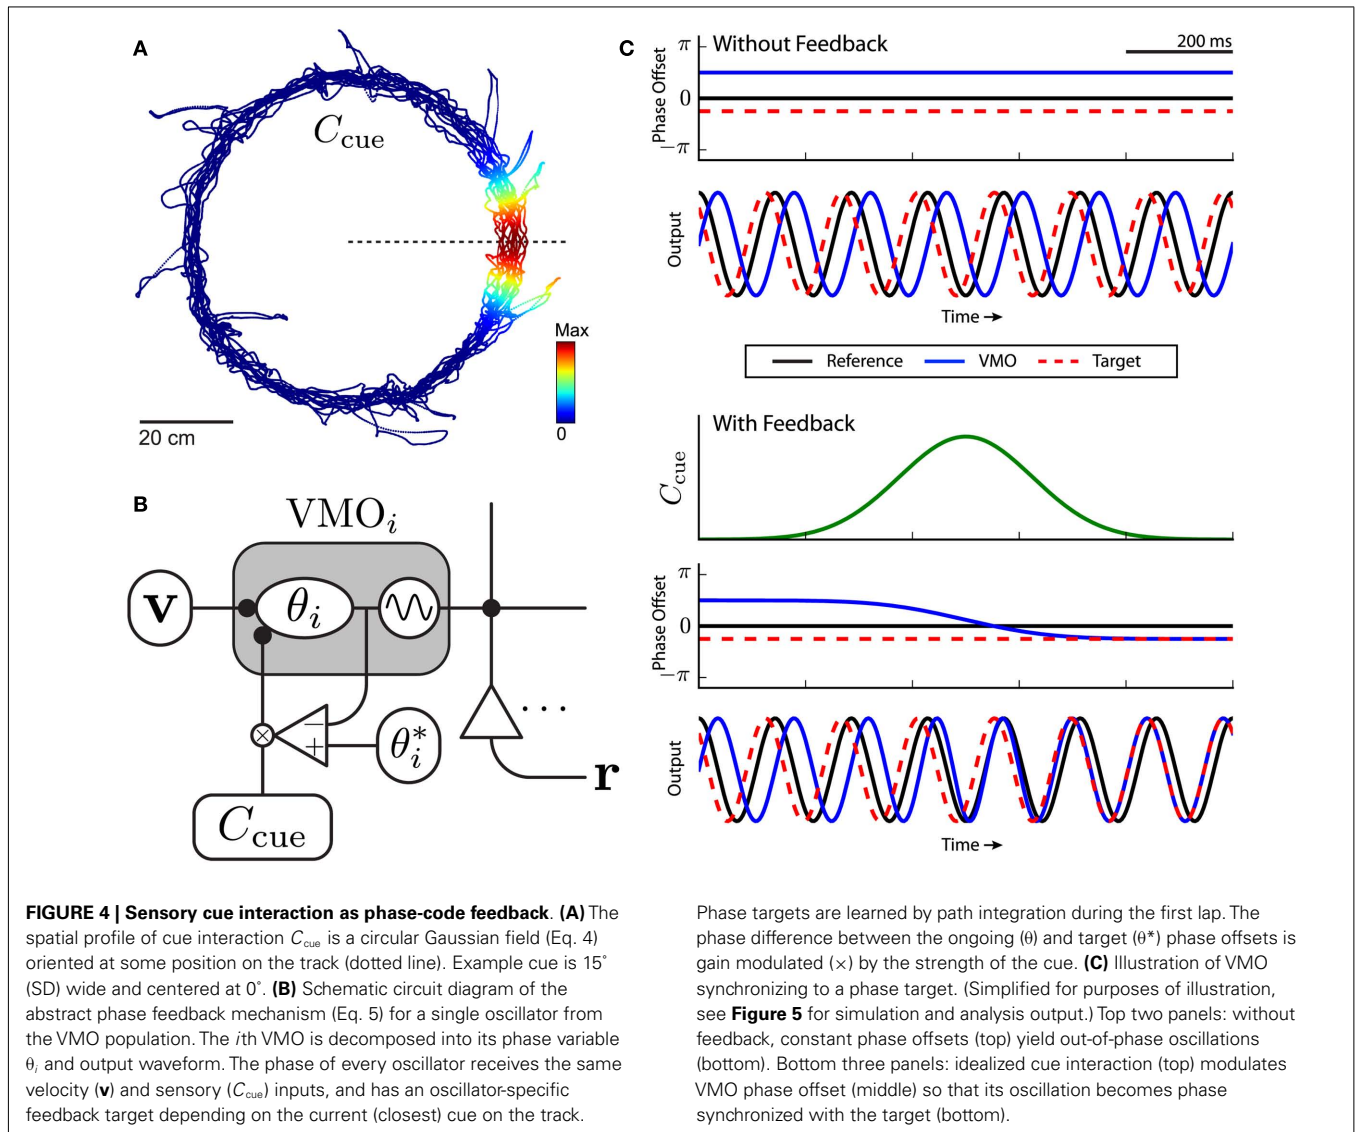 A
C_cue
Max
0
20 cm
B
VMO_i
v
θ_i
−
+
×
θ_i^*
. . .
r
C_cue
C
Without Feedback
200 ms
Phase Offset
π
0
−π
Output
Time →
Reference
VMO
Target
With Feedback
C_cue
Phase Offset
π
0
−π
Output
Time →
FIGURE 4 | Sensory cue interaction as phase-code feedback. (A) The
spatial profile of cue interaction C_cue is a circular Gaussian field (Eq. 4)
oriented at some position on the track (dotted line). Example cue is 15°
(SD) wide and centered at 0°. (B) Schematic circuit diagram of the
abstract phase feedback mechanism (Eq. 5) for a single oscillator from
the VMO population. The ith VMO is decomposed into its phase variable
θ_i and output waveform. The phase of every oscillator receives the same
velocity (v) and sensory (C_cue) inputs, and has an oscillator-specific
feedback target depending on the current (closest) cue on the track.
Phase targets are learned by path integration during the first lap. The
phase difference between the ongoing (θ) and target (θ*) phase offsets is
gain modulated (×) by the strength of the cue. (C) Illustration of VMO
synchronizing to a phase target. (Simplified for purposes of illustration,
see Figure 5 for simulation and analysis output.) Top two panels: without
feedback, constant phase offsets (top) yield out-of-phase oscillations
(bottom). Bottom three panels: idealized cue interaction (top) modulates
VMO phase offset (middle) so that its oscillation becomes phase
synchronized with the target (bottom).